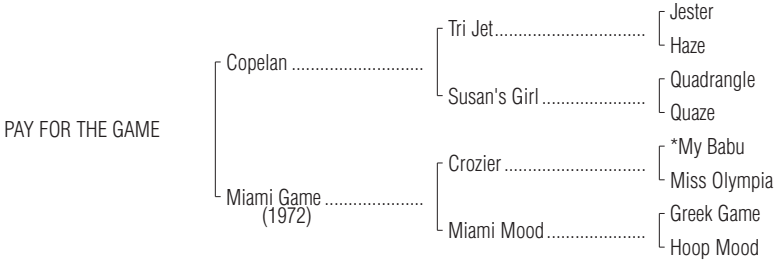 Jester
Tri Jet
Haze
Copelan
Quadrangle
Susan's Girl
Quaze
PAY FOR THE GAME
*My Babu
Crozier
Miss Olympia
Miami Game
(1972)
Greek Game
Miami Mood
Hoop Mood